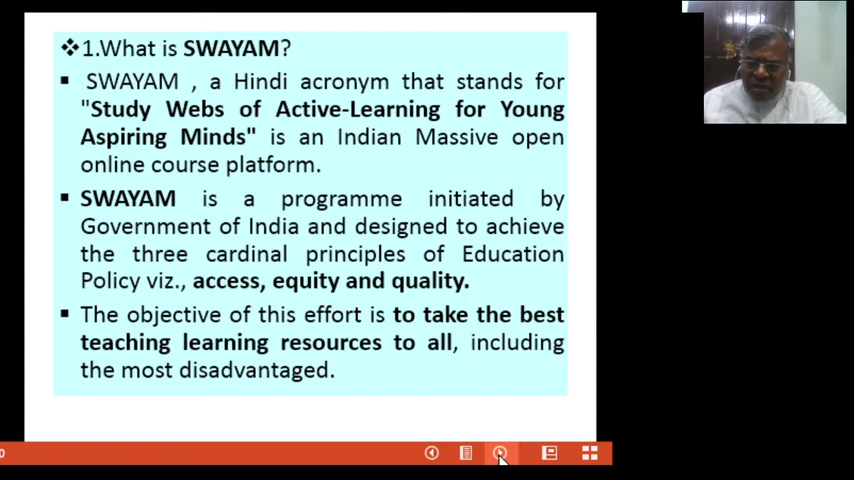 ❖1.What is SWAYAM?
▪ SWAYAM , a Hindi acronym that stands for
"Study Webs of Active-Learning for Young
Aspiring Minds" is an Indian Massive open
online course platform.
▪ SWAYAM is a programme initiated by
Government of India and designed to achieve
the three cardinal principles of Education
Policy viz., access, equity and quality.
▪ The objective of this effort is to take the best
teaching learning resources to all, including
the most disadvantaged.
0